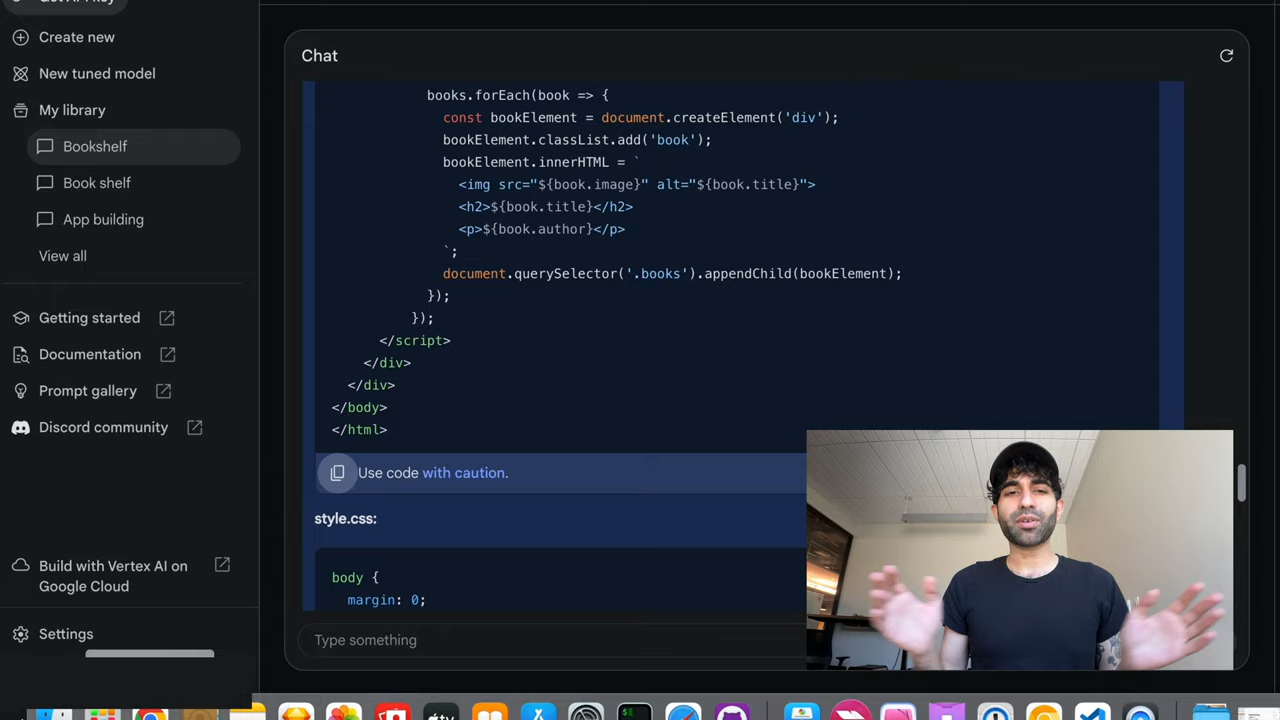 Get API key
Create new
New tuned model
My library
Bookshelf
Book shelf
App building
View all
Getting started
Documentation
Prompt gallery
Discord community
Build with Vertex AI on
Google Cloud
Settings
Chat
books.forEach(book => {
const bookElement = document.createElement('div');
bookElement.classList.add('book');
bookElement.innerHTML = `
<img src="${book.image}" alt="${book.title}">
<h2>${book.title}</h2>
<p>${book.author}</p>
`;
document.querySelector('.books').appendChild(bookElement);
});
});
</script>
</div>
</div>
</body>
</html>
Use code with caution.
style.css:
body {
margin: 0;
Type something